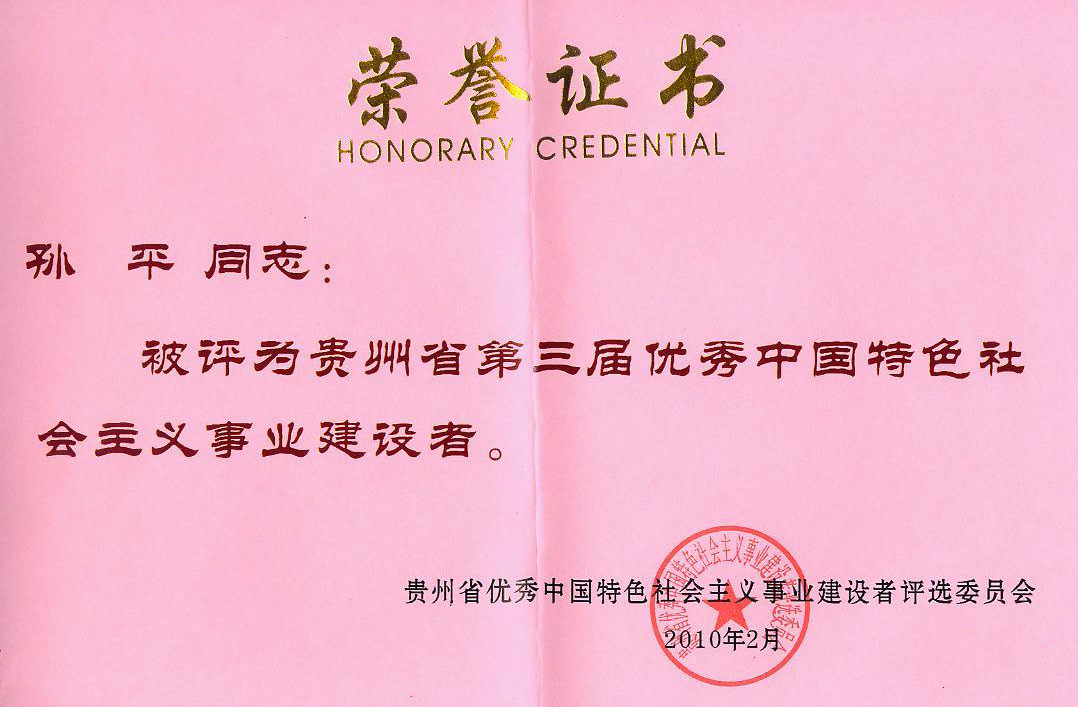 荣誉证书
HONORARY CREDENTIAL
孙 平 同志：
被评为贵州省第三届优秀中国特色社
会主义事业建设者。
贵州省优秀中国特色社会主义事业建设者评选委员会
2010年2月